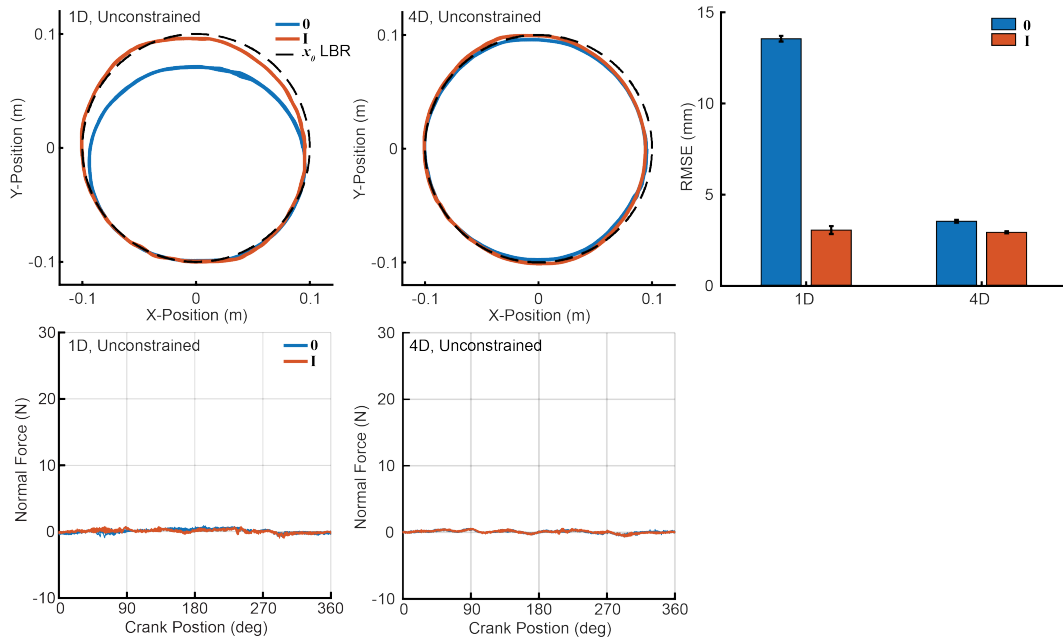 1D, Unconstrained
0
I
x₀ LBR
0.1
0
-0.1
Y-Position (m)
-0.1
0
0.1
X-Position (m)
4D, Unconstrained
0.1
0
-0.1
Y-Position (m)
-0.1
0
0.1
X-Position (m)
15
10
5
0
RMSE (mm)
0
I
1D
4D
1D, Unconstrained
0
I
30
20
10
0
-10
Normal Force (N)
0
90
180
270
360
Crank Postion (deg)
4D, Unconstrained
30
20
10
0
-10
Normal Force (N)
0
90
180
270
360
Crank Postion (deg)